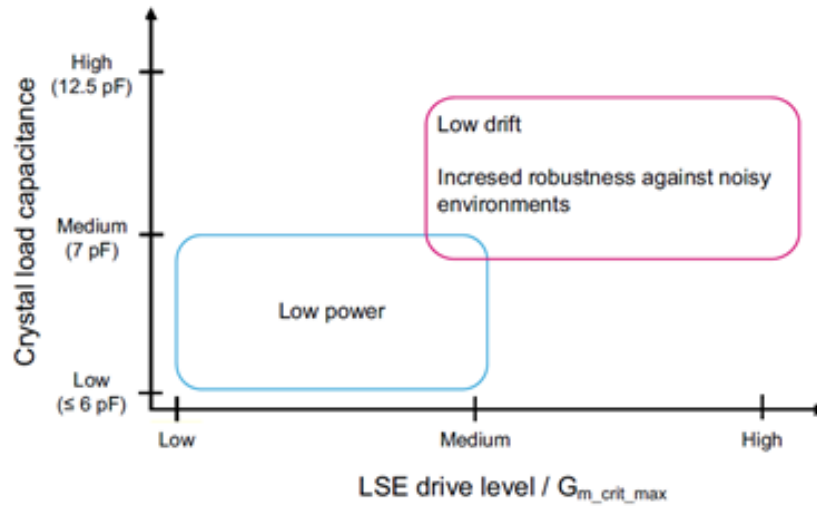 High
(12.5 pF)
Low drift
Incresed robustness against noisy
environments
Crystal load capacitance
Medium
(7 pF)
Low power
Low
(≤ 6 pF)
Low
Medium
High
LSE drive level / Gm_crit_max